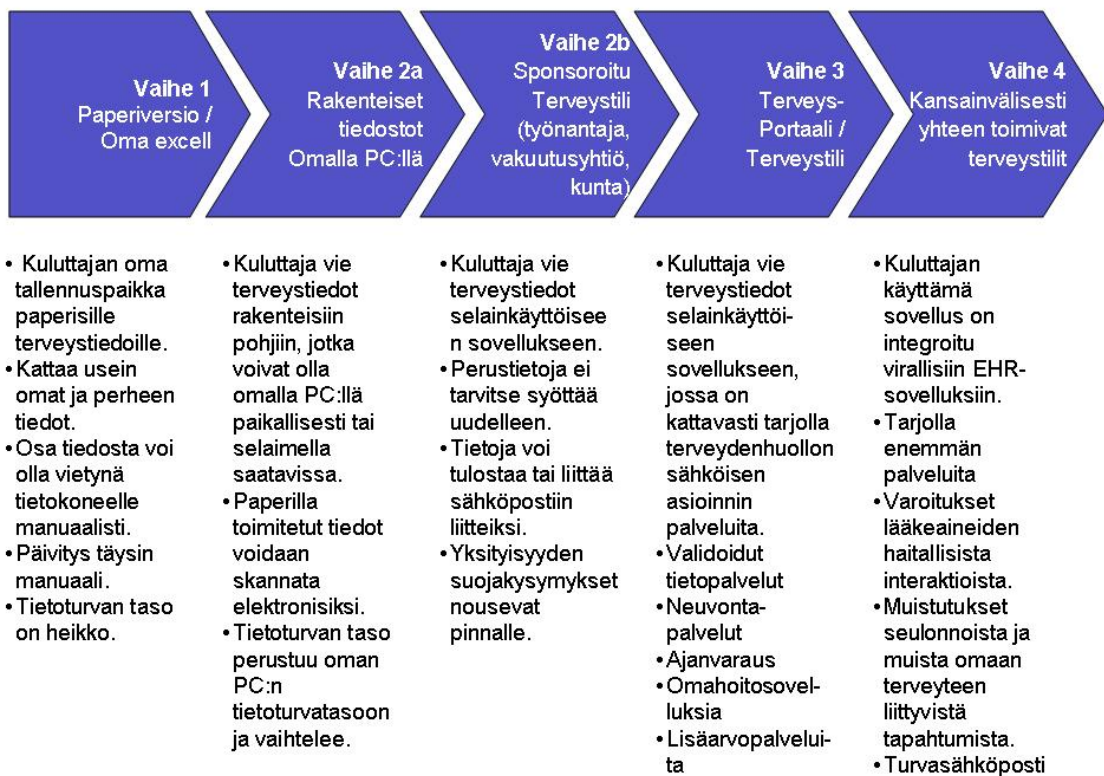 Vaihe 1
Paperiversio /
Oma excell
Vaihe 2a
Rakenteiset
tiedostot
Omalla PC:llä
Vaihe 2b
Sponsoroitu
Terveystili
(työnantaja,
vakuutusyhtiö,
kunta)
Vaihe 3
Terveys-
Portaali /
Terveystili
Vaihe 4
Kansainvälisesti
yhteen toimivat
terveystilit
• Kuluttajan oma
tallennuspaikka
paperisille
terveystiedoille.
• Kattaa usein
omat ja perheen
tiedot.
• Osa tiedosta voi
olla vietynä
tietokoneelle
manuaalisti.
• Päivitys täysin
manuaali.
• Tietoturvan taso
on heikko.
• Kuluttaja vie
terveystiedot
rakenteisiin
pohjiin, jotka
voivat olla
omalla PC:llä
paikallisesti tai
selaimella
saatavissa.
• Paperilla
toimitetut tiedot
voidaan
skannata
elektronisiksi.
• Tietoturvan taso
perustuu oman
PC:n
tietoturvatasoon
ja vaihtelee.
• Kuluttaja vie
terveystiedot
selainkäyttöisee
n sovellukseen.
• Perustietoja ei
tarvitse syöttää
uudelleen.
• Tietoja voi
tulostaa tai liittää
sähköpostiin
liitteiksi.
• Yksityisyyden
suojakysymykset
nousevat
pinnalle.
• Kuluttaja vie
terveystiedot
selainkäyttöi-
seen
sovellukseen,
jossa on
kattavasti tarjolla
terveydenhuollon
sähköisen
asioinnin
palveluita.
• Validoidut
tietopalvelut
• Neuvonta-
palvelut
• Ajanvaraus
• Omahoitosovel-
luksia
• Lisäarvopalvelui-
ta
• Kuluttajan
käyttämä
sovellus on
integroitu
virallisiin EHR-
sovelluksiin.
• Tarjolla
enemmän
palveluita
• Varoitukset
lääkeaineiden
haitallisista
interaktioista.
• Muistutukset
seulonnoista ja
muista omaan
terveyteen
liittyvistä
tapahtumista.
• Turvasähköposti